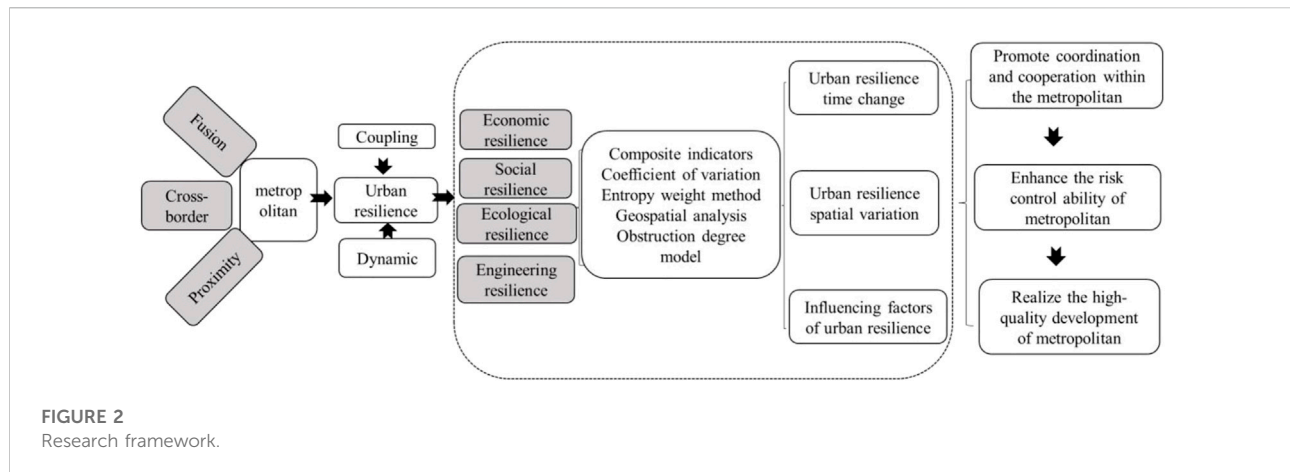 Fusion
Cross-
border
Proximity
metrop
olitan
Coupling
Urban
resilience
Dynamic
Economic
resilience
Social
resilience
Ecological
resilience
Engineering
resilience
Composite indicators
Coefficient of variation
Entropy weight method
Geospatial analysis
Obstruction degree
model
Urban resilience
time change
Urban resilience
spatial variation
Influencing factors
of urban resilience
Promote coordination
and cooperation within
the metropolitan
Enhance the risk
control ability of
metropolitan
Realize the high-
quality development
of metropolitan
FIGURE 2
Research framework.